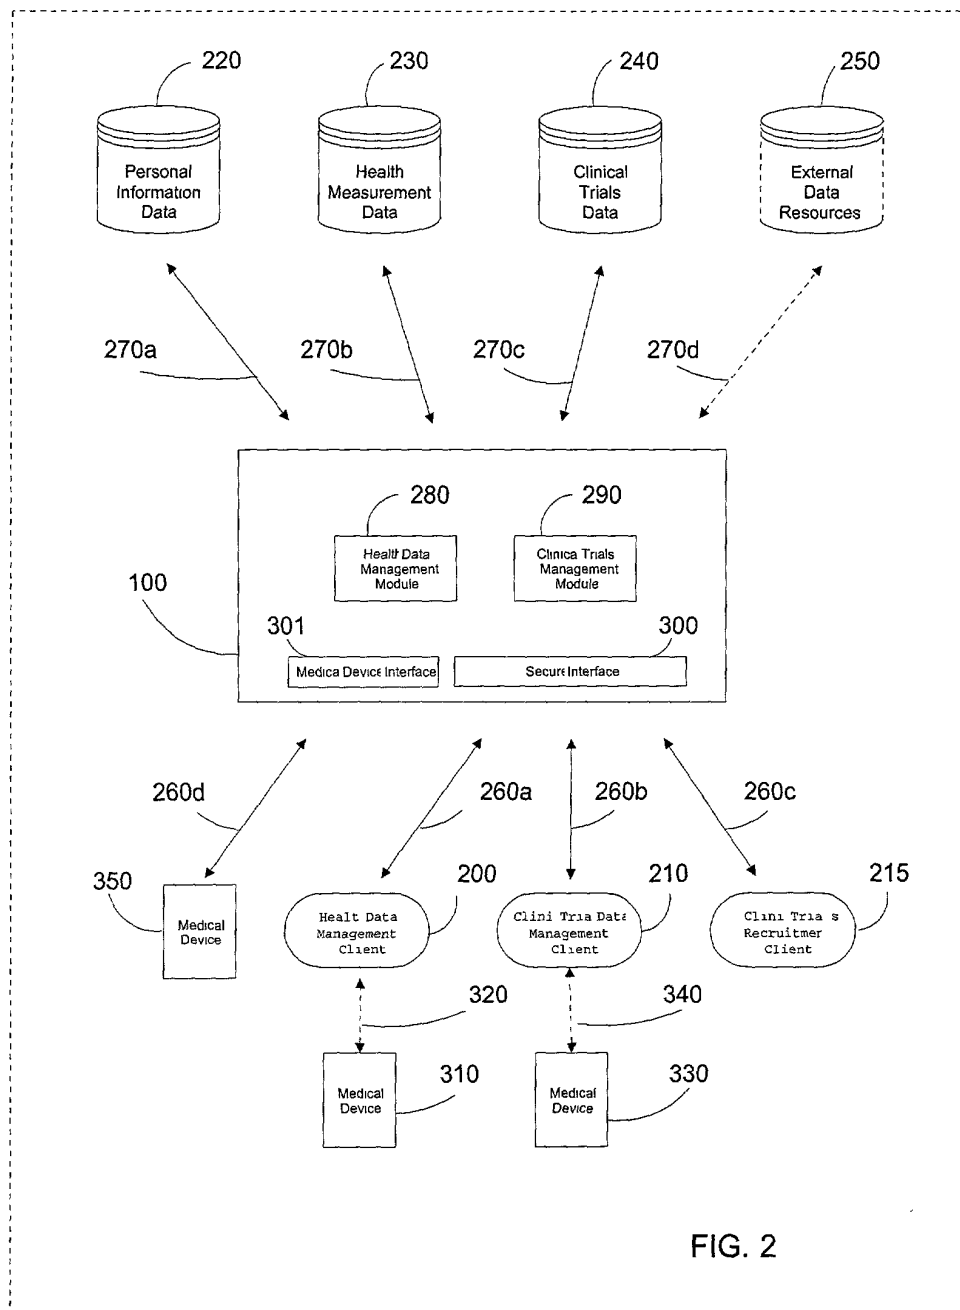 220
230
240
250
Personal
Information
Data
Health
Measurement
Data
Clinical
Trials
Data
External
Data
Resources
270a
270b
270c
270d
280
290
Health Data
Management
Module
Clinica Trials
Management
Module
100
301
300
Medica Device Interface
Secure Interface
260d
260a
260b
260c
350
200
210
215
Medical
Device
Healt Data
Management
Client
Clini Tria Data
Management
Client
Clini Tria s
Recruitmer
Client
320
340
310
330
Medical
Device
Medical
Device
FIG. 2